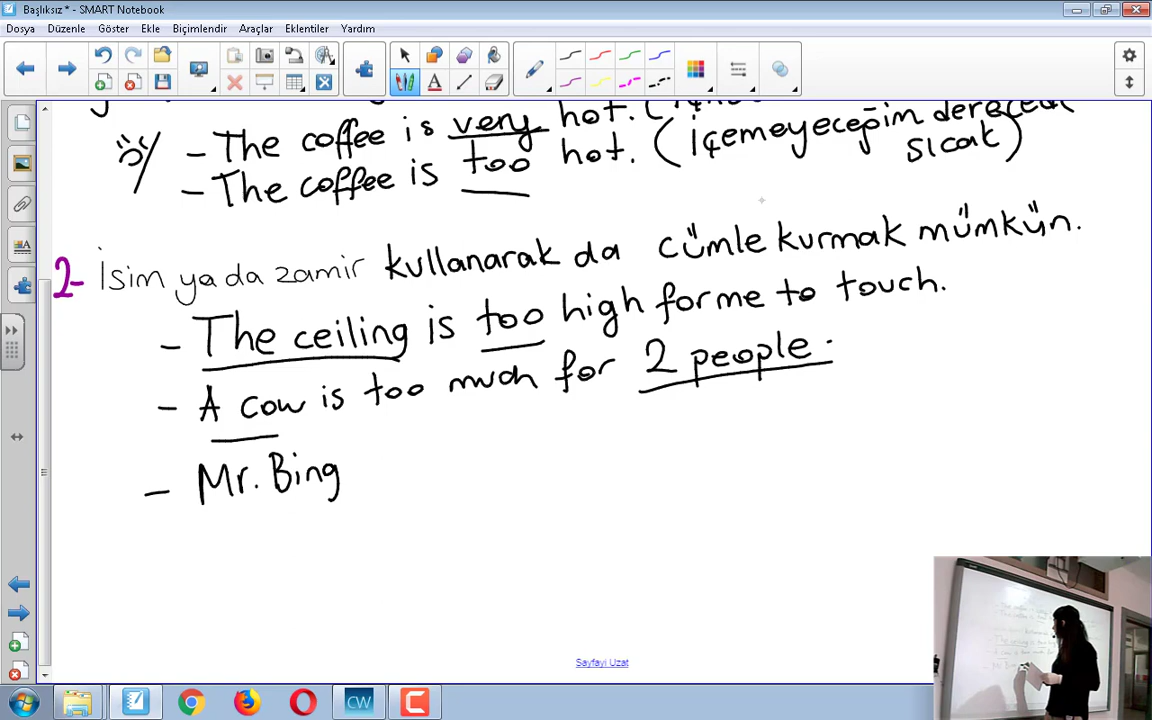 Başlıksız * - SMART Notebook
Dosya Düzenle Göster Ekle Biçimlendir Araçlar Eklentiler Yardım
- The coffee is very hot.
- The coffee is too hot. (İçemeyeceğim derecede sıcak)
2- İsim ya da zamir kullanarak da cümle kurmak mümkün.
- The ceiling is too high for me to touch.
- A cow is too much for 2 people.
- Mr. Bing
Sayfayi Uzat
CW